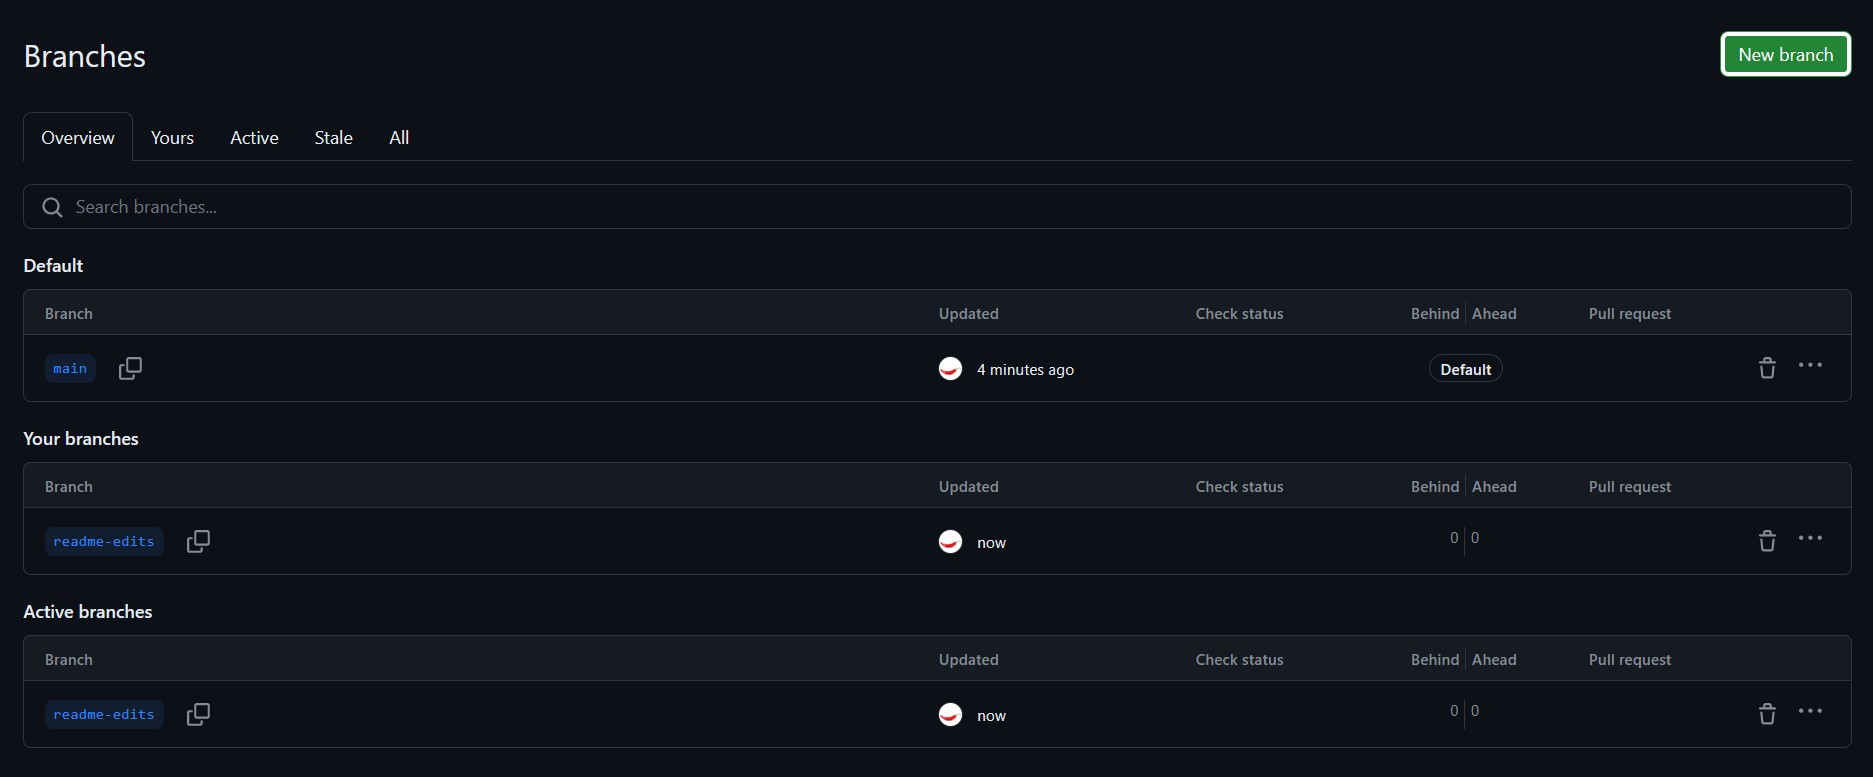 Branches
New branch
Overview Yours Active Stale All
Search branches...
Default
Branch Updated Check status Behind Ahead Pull request
main 4 minutes ago Default
Your branches
Branch Updated Check status Behind Ahead Pull request
readme-edits now 0 0
Active branches
Branch Updated Check status Behind Ahead Pull request
readme-edits now 0 0